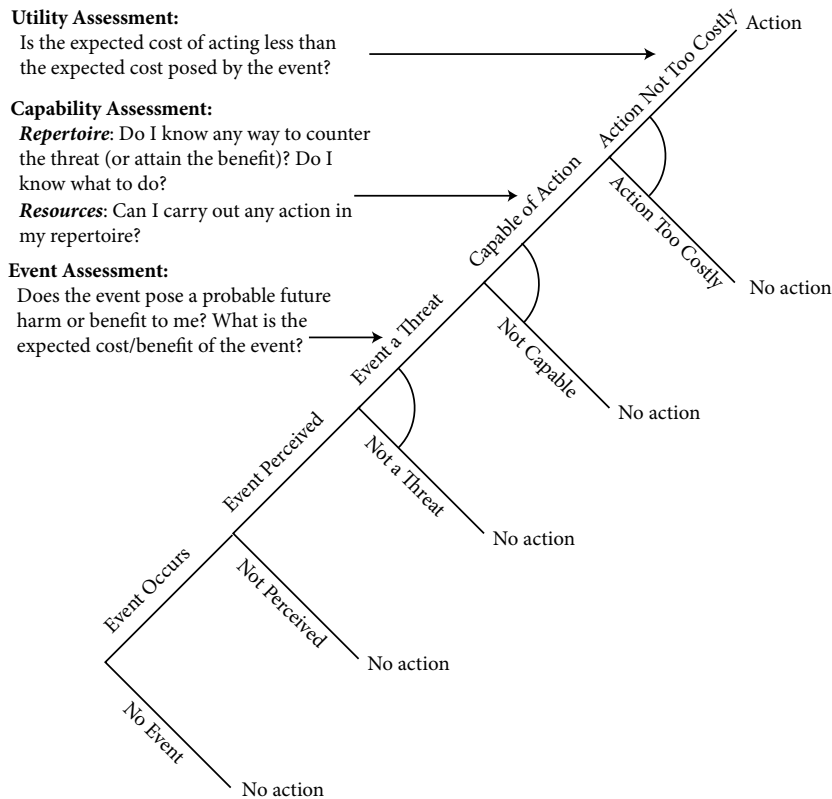 Utility Assessment:
Is the expected cost of acting less than
the expected cost posed by the event?
Capability Assessment:
Repertoire: Do I know any way to counter
the threat (or attain the benefit)? Do I
know what to do?
Resources: Can I carry out any action in
my repertoire?
Event Assessment:
Does the event pose a probable future
harm or benefit to me? What is the
expected cost/benefit of the event?
Action Not Too Costly
Action
Action Too Costly
No action
Capable of Action
Not Capable
No action
Event a Threat
Not a Threat
No action
Event Perceived
Not Perceived
No action
Event Occurs
No Event
No action